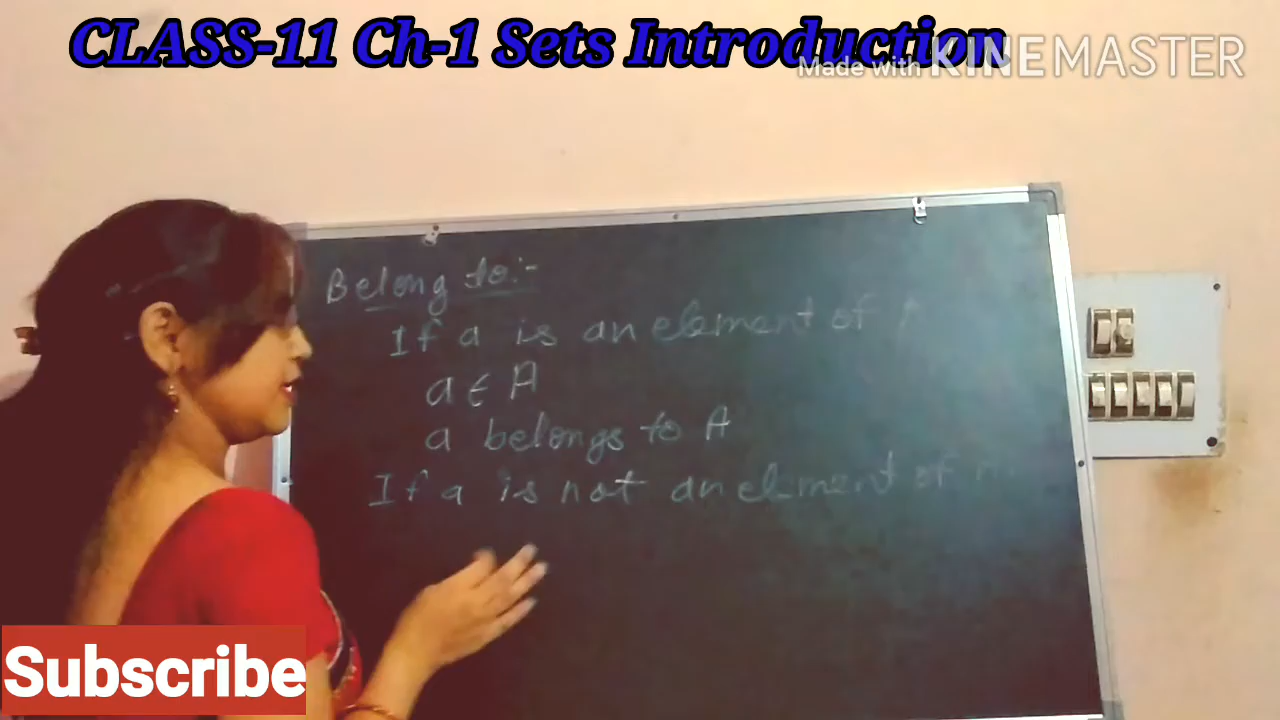 CLASS-11 Ch-1 Sets Introduction
Made with KINEMASTER
Belong to:-
If a is an element of A
a ∈ A
a belongs to A
If a is not an element of A.
Subscribe